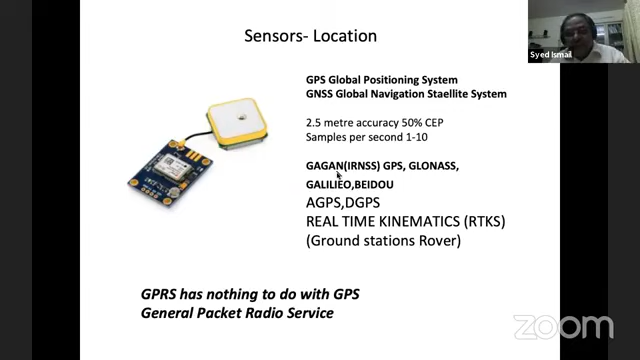 Sensors- Location
Syed Ismail
GPS Global Positioning System
GNSS Global Navigation Staellite System
2.5 metre accuracy 50% CEP
Samples per second 1-10
GAGAN(IRNSS) GPS, GLONASS,
GALILIEO,BEIDOU
AGPS,DGPS
REAL TIME KINEMATICS (RTKS)
(Ground stations Rover)
GPRS has nothing to do with GPS
General Packet Radio Service
zoom